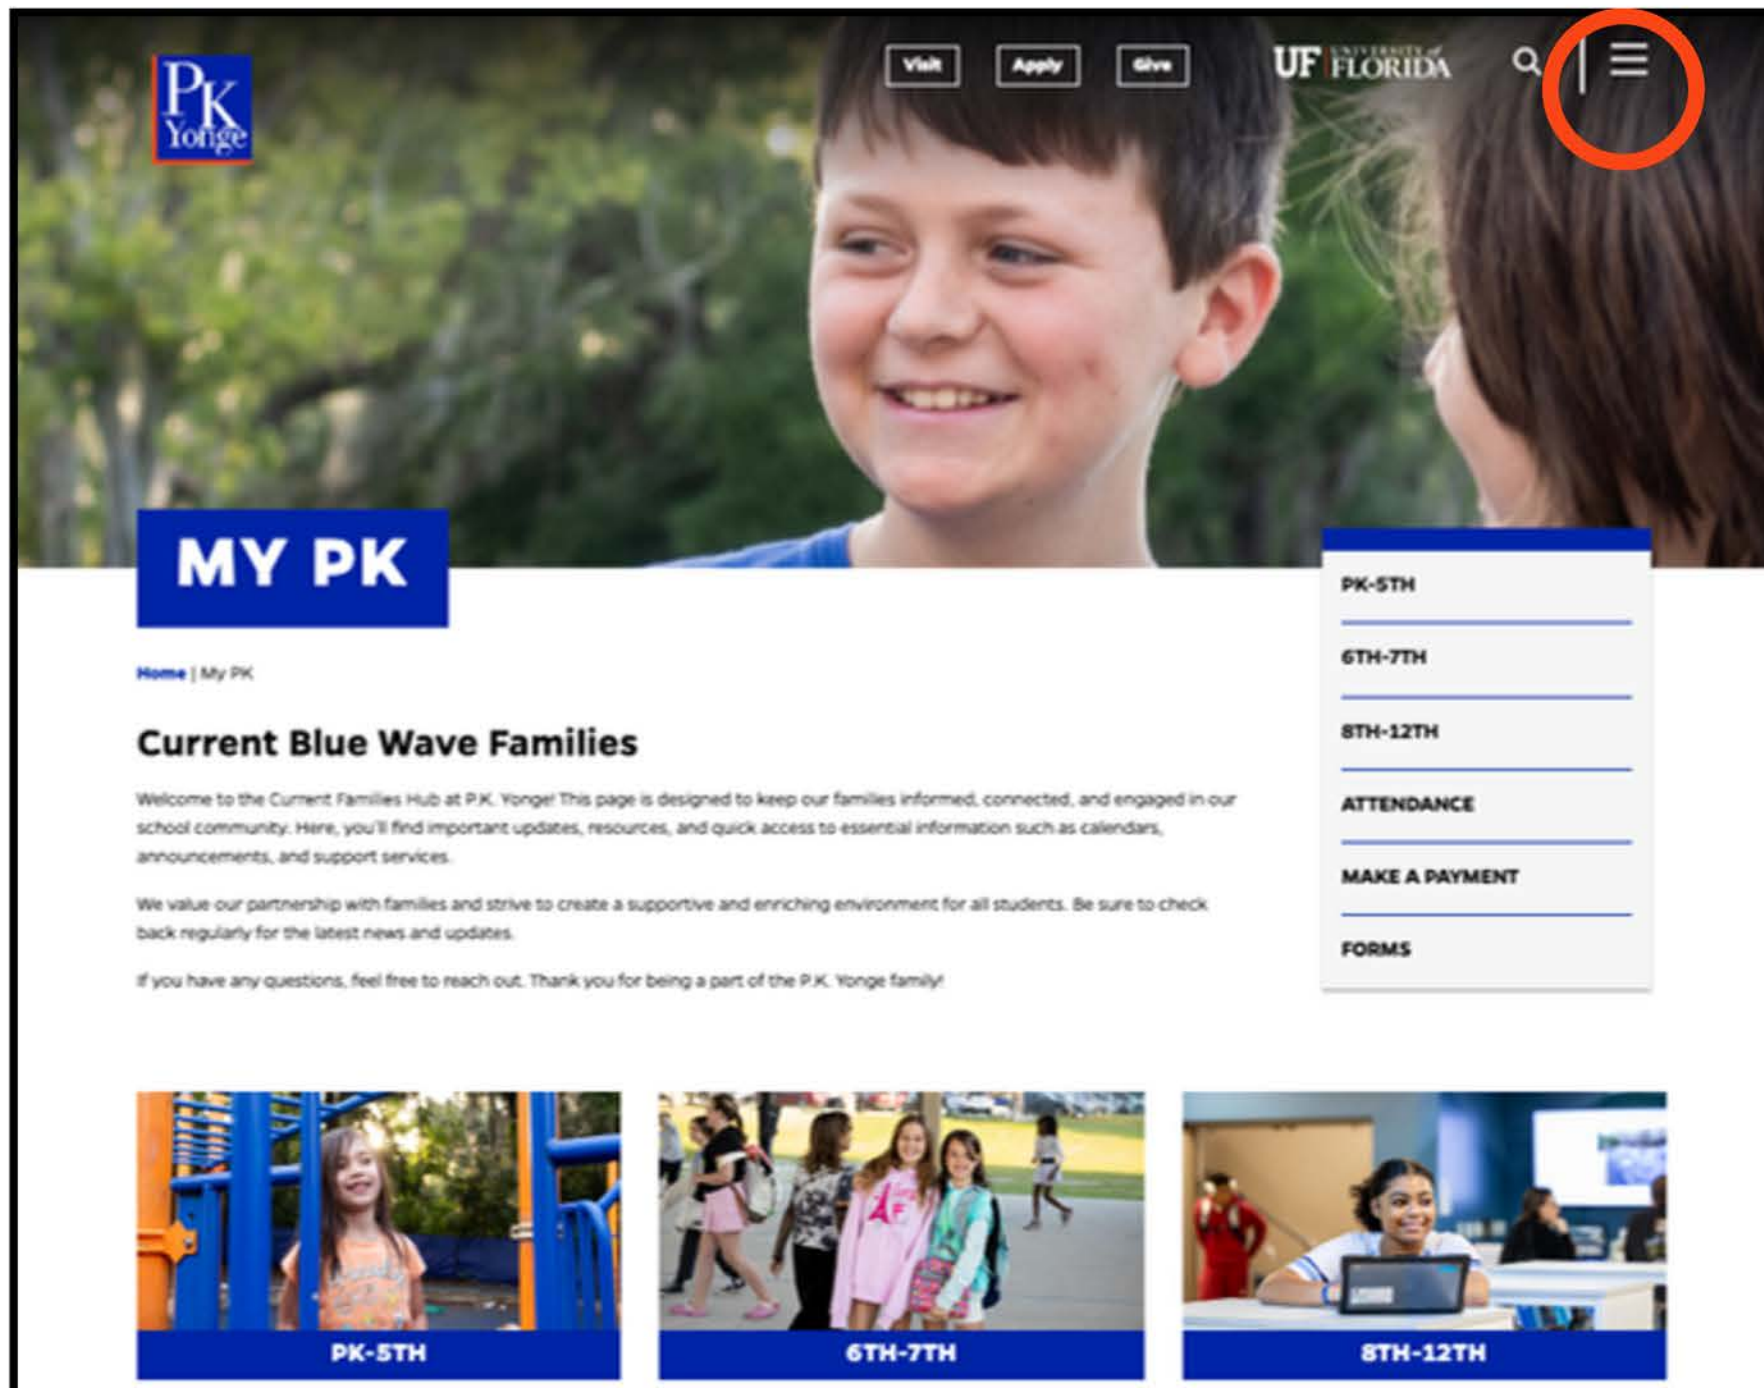 PK
Yonge
Visit
Apply
Give
UF UNIVERSITY of
FLORIDA
MY PK
PK-5TH
6TH-7TH
8TH-12TH
ATTENDANCE
MAKE A PAYMENT
FORMS
Home | My PK
Current Blue Wave Families
Welcome to the Current Families Hub at P.K. Yonge! This page is designed to keep our families informed, connected, and engaged in our
school community. Here, you'll find important updates, resources, and quick access to essential information such as calendars,
announcements, and support services.
We value our partnership with families and strive to create a supportive and enriching environment for all students. Be sure to check
back regularly for the latest news and updates.
If you have any questions, feel free to reach out. Thank you for being a part of the P.K. Yonge family!
PK-5TH
6TH-7TH
8TH-12TH